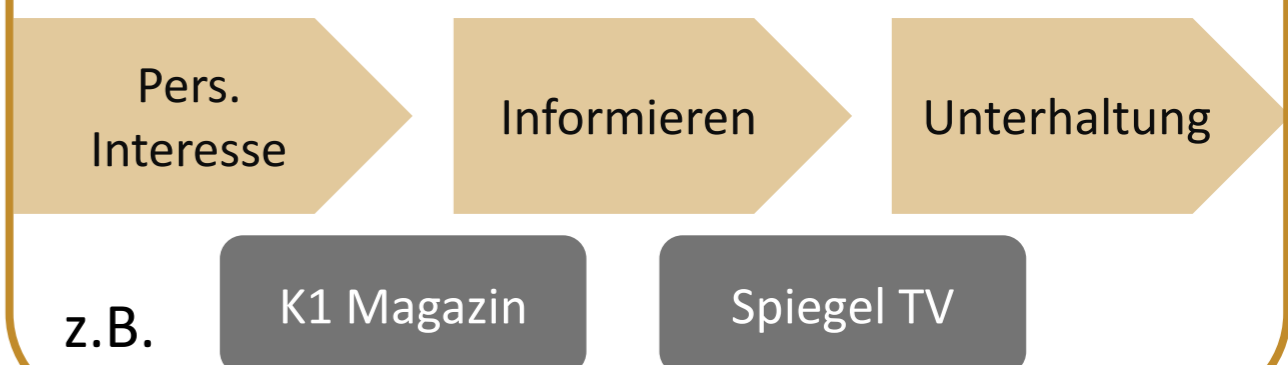 Pers.
Interesse
Informieren
Unterhaltung
z.B.
K1 Magazin
Spiegel TV